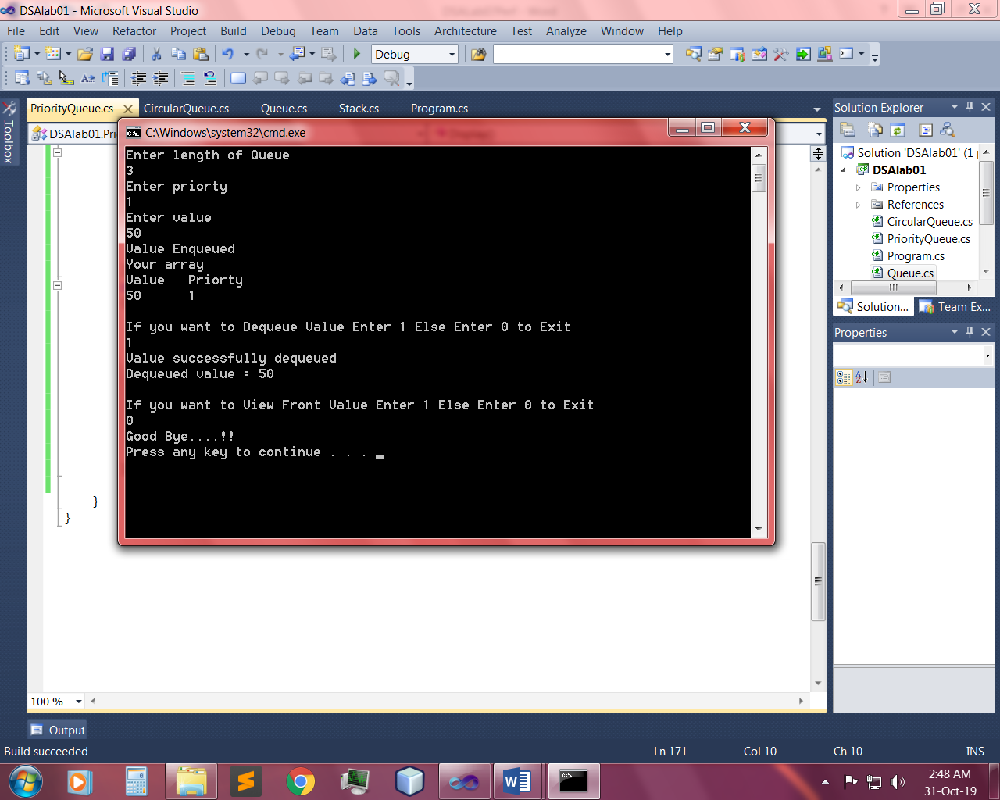 DSAlab01 - Microsoft Visual Studio
File Edit View Refactor Project Build Debug Team Data Tools Architecture Test Analyze Window Help
Debug
PriorityQueue.cs CircularQueue.cs Queue.cs Stack.cs Program.cs
Toolbox
DSAlab01.Pri
C:\Windows\system32\cmd.exe
Enter length of Queue
3
Enter priorty
1
Enter value
50
Value Enqueued
Your array
Value Priorty
50 1
If you want to Dequeue Value Enter 1 Else Enter 0 to Exit
1
Value successfully dequeued
Dequeued value = 50
If you want to View Front Value Enter 1 Else Enter 0 to Exit
0
Good Bye....!!
Press any key to continue . . .
}
}
100 %
Solution Explorer
Solution 'DSAlab01' (1
DSAlab01
Properties
References
CircularQueue.cs
PriorityQueue.cs
Program.cs
Queue.cs
Solution... Team Ex...
Properties
Output
Build succeeded Ln 171 Col 10 Ch 10 INS
2:48 AM
31-Oct-19